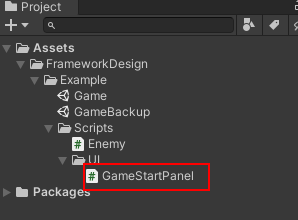 Project
Assets
FrameworkDesign
Example
Game
GameBackup
Scripts
Enemy
UI
GameStartPanel
Packages